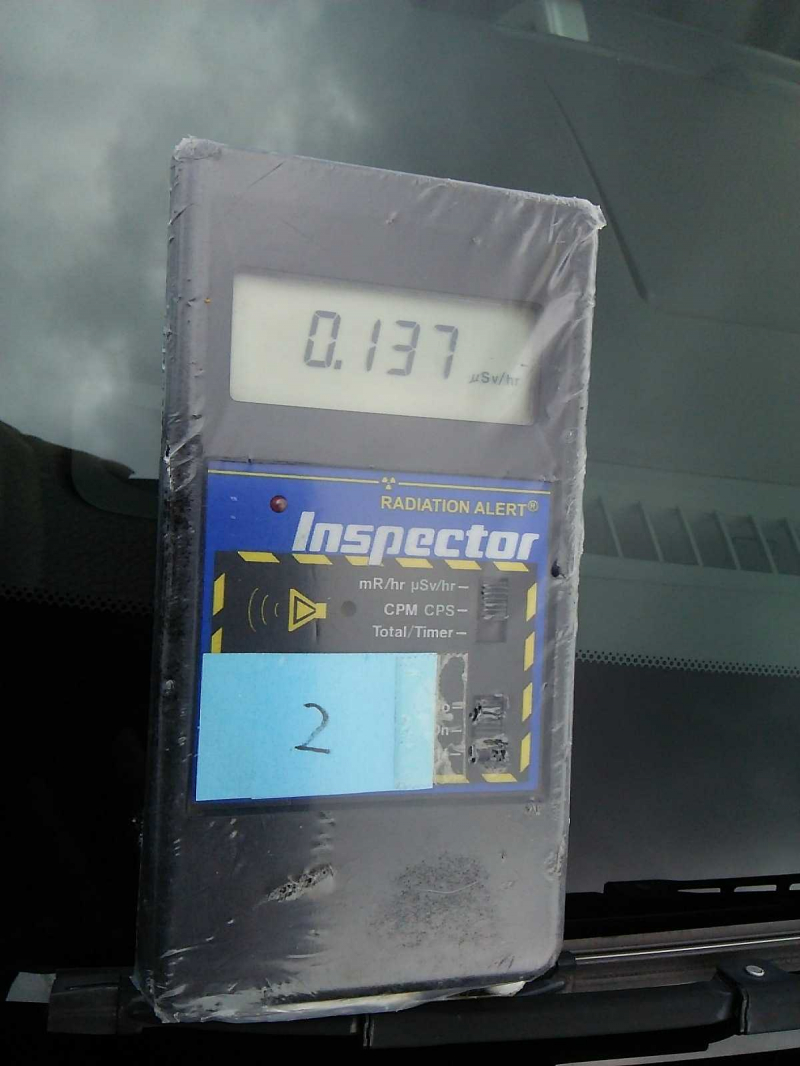 0.137
µSv/hr
RADIATION ALERT®
Inspector
mR/hr µSv/hr
CPM CPS
Total/Timer
2